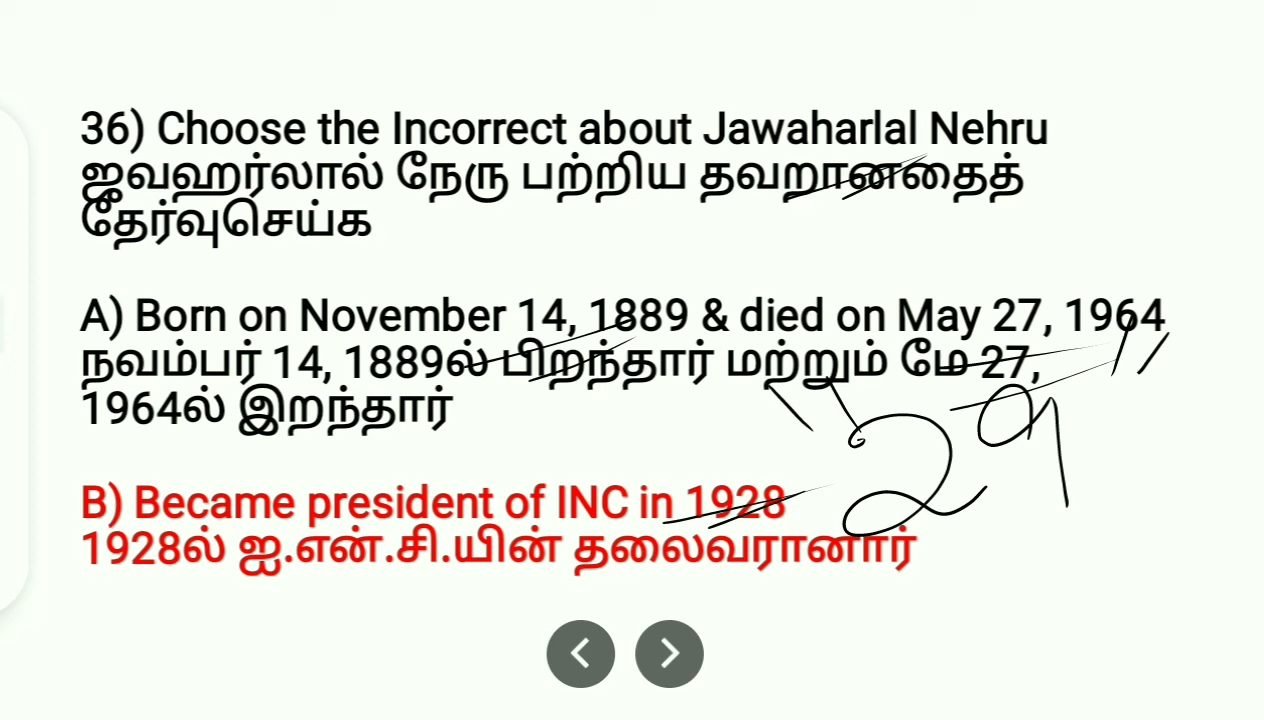 36) Choose the Incorrect about Jawaharlal Nehru
ஜவஹர்லால் நேரு பற்றிய தவறானதைத்
தேர்வுசெய்க
A) Born on November 14, 1889 & died on May 27, 1964
நவம்பர் 14, 1889ல் பிறந்தார் மற்றும் மே 27,
1964ல் இறந்தார்
"29"
B) Became president of INC in 1928
1928ல் ஐ.என்.சி.யின் தலைவரானார்